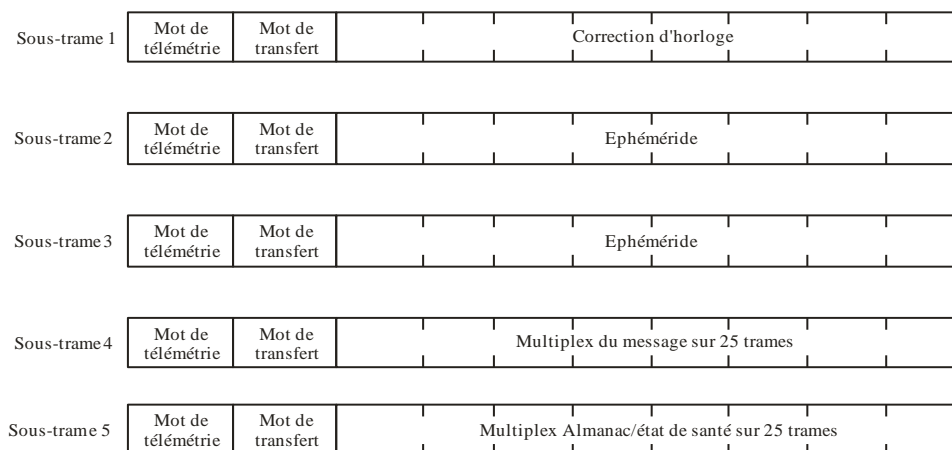 Sous-trame 1
Mot de télémétrie
Mot de transfert
Correction d'horloge
Sous-trame 2
Mot de télémétrie
Mot de transfert
Ephéméride
Sous-trame 3
Mot de télémétrie
Mot de transfert
Ephéméride
Sous-trame 4
Mot de télémétrie
Mot de transfert
Multiplex du message sur 25 trames
Sous-trame 5
Mot de télémétrie
Mot de transfert
Multiplex Almanac/état de santé sur 25 trames